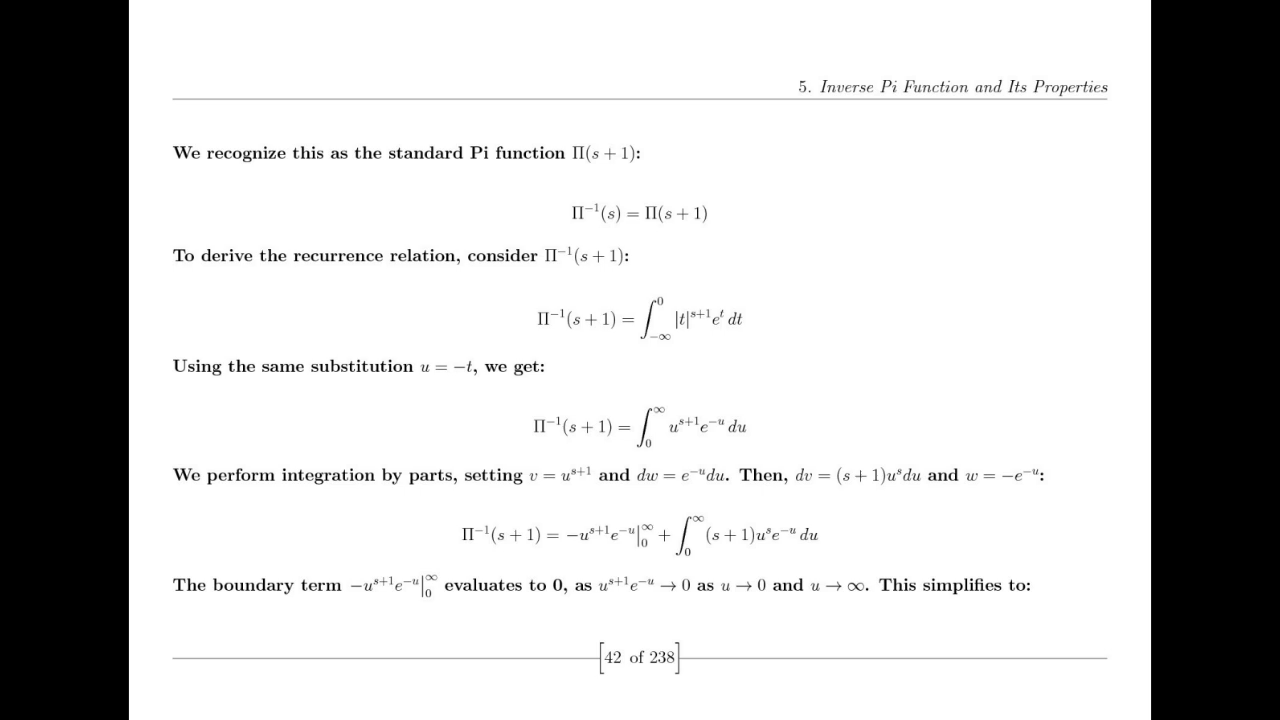 5. Inverse Pi Function and Its Properties
We recognize this as the standard Pi function Π(s + 1):
Π⁻¹(s) = Π(s + 1)
To derive the recurrence relation, consider Π⁻¹(s + 1):
Π⁻¹(s + 1) = ∫_{−∞}^{0} |t|^{s+1} e^{t} dt
Using the same substitution u = −t, we get:
Π⁻¹(s + 1) = ∫_{0}^{∞} u^{s+1} e^{−u} du
We perform integration by parts, setting v = u^{s+1} and dw = e^{−u}du. Then, dv = (s + 1)u^{s}du and w = −e^{−u}:
Π⁻¹(s + 1) = −u^{s+1}e^{−u}|_{0}^{∞} + ∫_{0}^{∞} (s + 1)u^{s}e^{−u} du
The boundary term −u^{s+1}e^{−u}|_{0}^{∞} evaluates to 0, as u^{s+1}e^{−u} → 0 as u → 0 and u → ∞. This simplifies to:
[42 of 238]